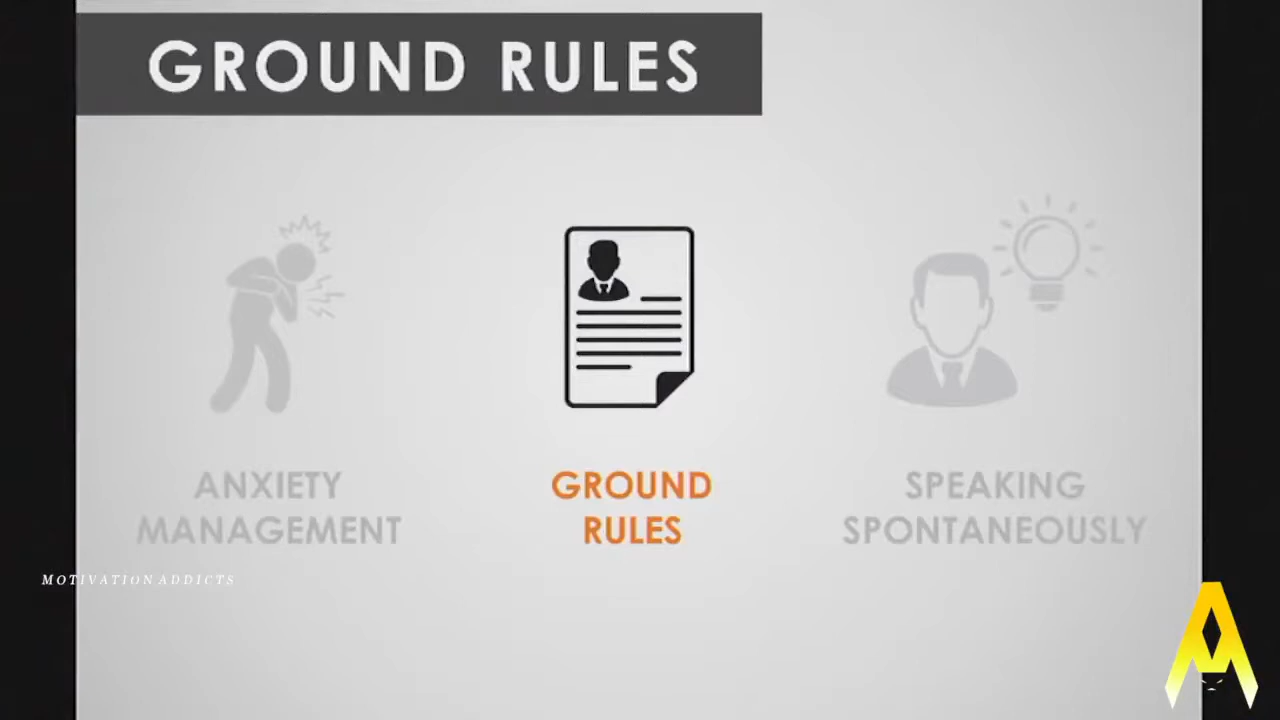 GROUND RULES
ANXIETY
MANAGEMENT
GROUND
RULES
SPEAKING
SPONTANEOUSLY
MOTIVATION ADDICTS